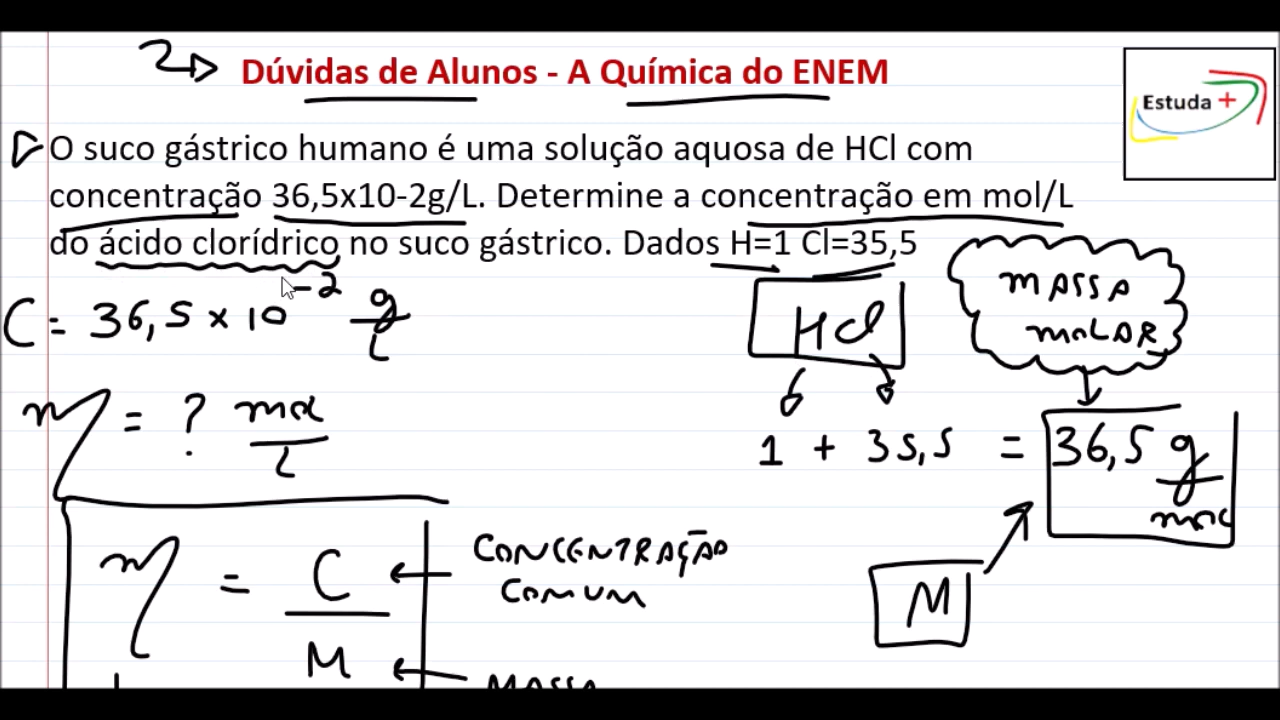 Dúvidas de Alunos - A Química do ENEM
Estuda +
O suco gástrico humano é uma solução aquosa de HCl com
concentração 36,5x10-2g/L. Determine a concentração em mol/L
do ácido clorídrico no suco gástrico. Dados H=1 Cl=35,5
C = 36,5 x 10⁻² g/L
HCl
MASSA
MOLAR
M = ? mol/L
1 + 35,5 = 36,5 g/mol
M = C/M
CONCENTRAÇÃO
COMUM
M
MASSA